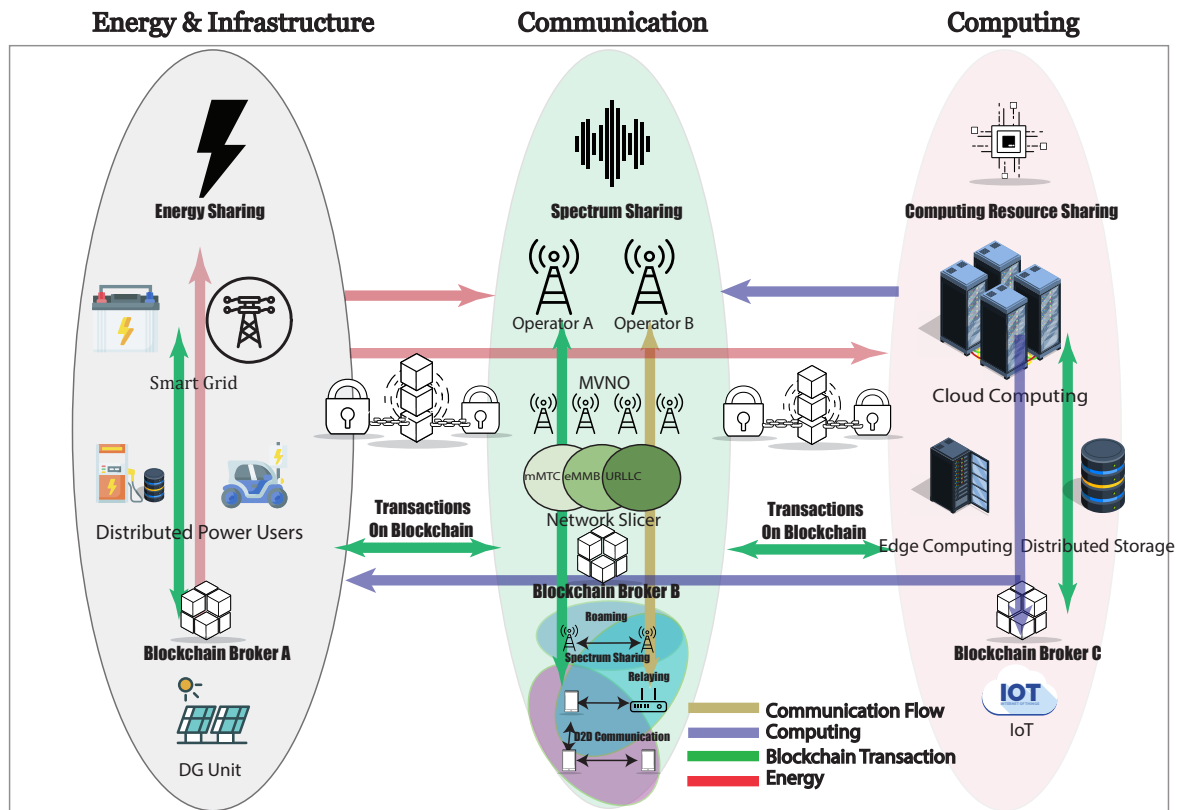 Energy & Infrastructure
Communication
Computing
Energy Sharing
Spectrum Sharing
Computing Resource Sharing
Operator A
Operator B
Smart Grid
MVNO
Cloud Computing
mMTC
eMMB
URLLC
Network Slicer
Distributed Power Users
Transactions
On Blockchain
Transactions
On Blockchain
Edge Computing
Distributed Storage
Blockchain Broker A
Blockchain Broker B
Blockchain Broker C
Roaming
Spectrum Sharing
Relaying
D2D Communication
IOT
INTERNET OF THINGS
IoT
DG Unit
Communication Flow
Computing
Blockchain Transaction
Energy